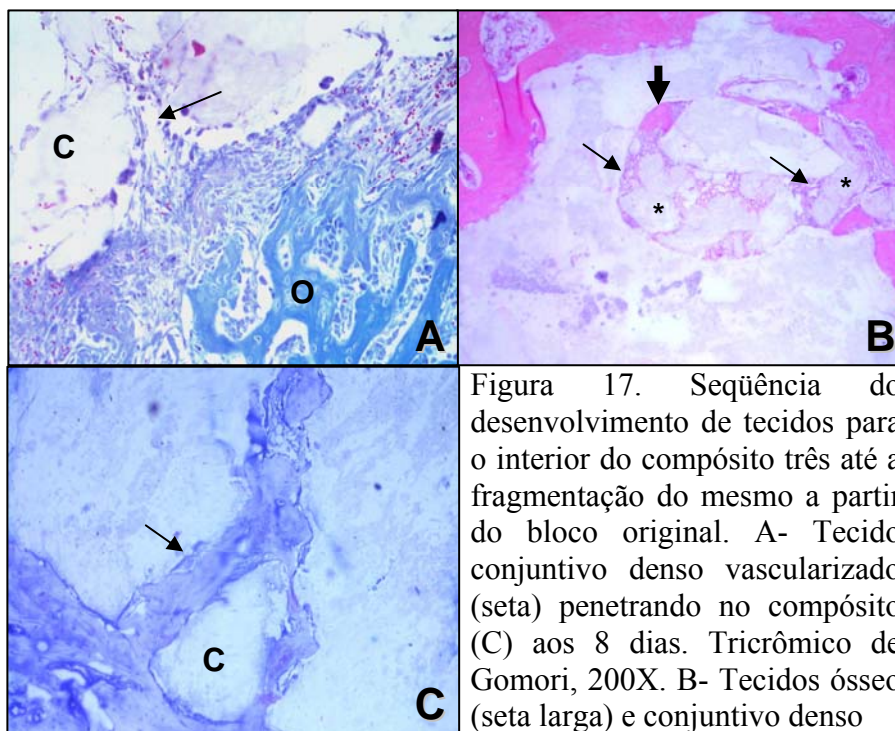 C
O
A
*
*
B
C
C
Figura 17. Seqüência do
desenvolvimento de tecidos para
o interior do compósito três até a
fragmentação do mesmo a partir
do bloco original. A- Tecido
conjuntivo denso vascularizado
(seta) penetrando no compósito
(C) aos 8 dias. Tricrômico de
Gomori, 200X. B- Tecidos ósseo
(seta larga) e conjuntivo denso